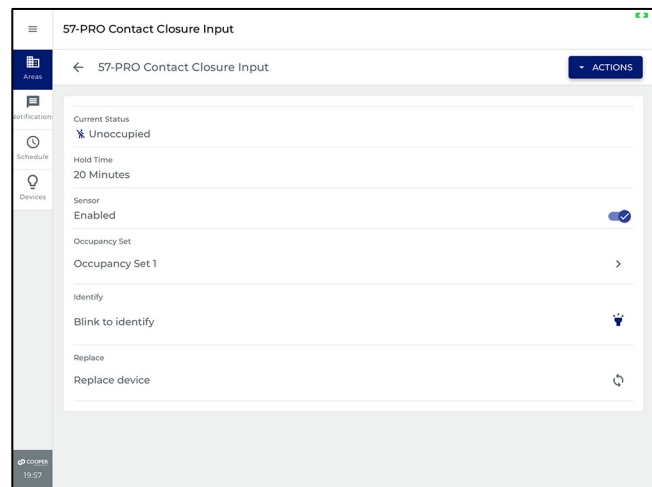 57-PRO Contact Closure Input
57-PRO Contact Closure Input
ACTIONS
Areas
Notification
Schedule
Devices
Current Status
Unoccupied
Hold Time
20 Minutes
Sensor
Enabled
Occupancy Set
Occupancy Set 1
Identify
Blink to identify
Replace
Replace device
COOPER
19:57